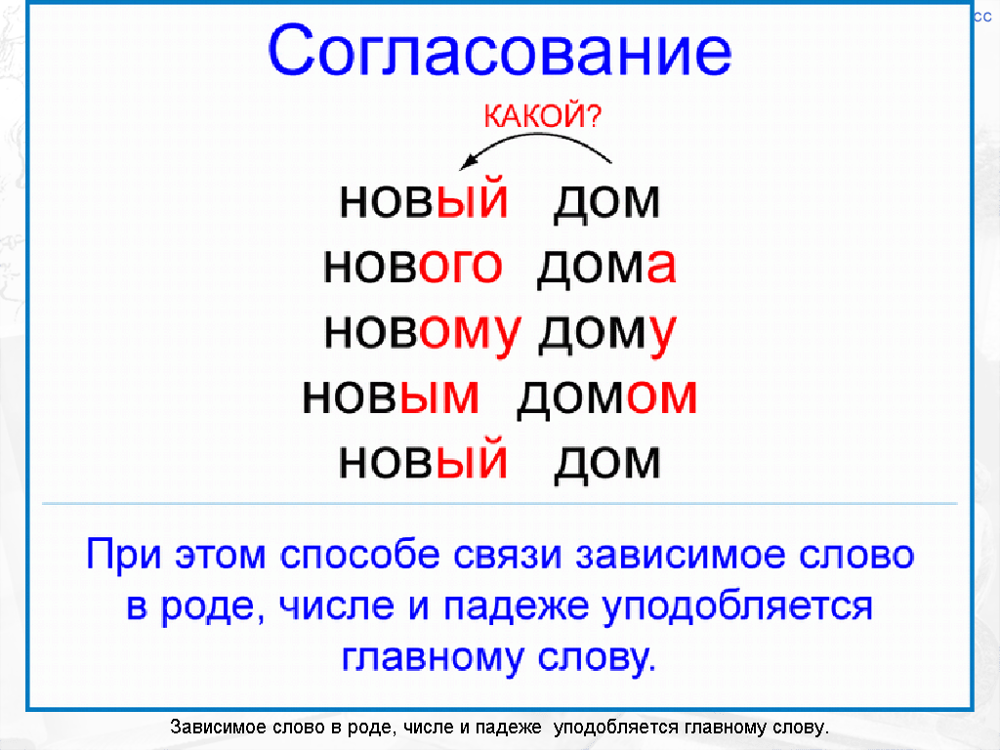 сс
Согласование
КАКОЙ?
новый дом
нового дома
новому дому
новым домом
новый дом
При этом способе связи зависимое слово
в роде, числе и падеже уподобляется
главному слову.
Зависимое слово в роде, числе и падеже уподобляется главному слову.